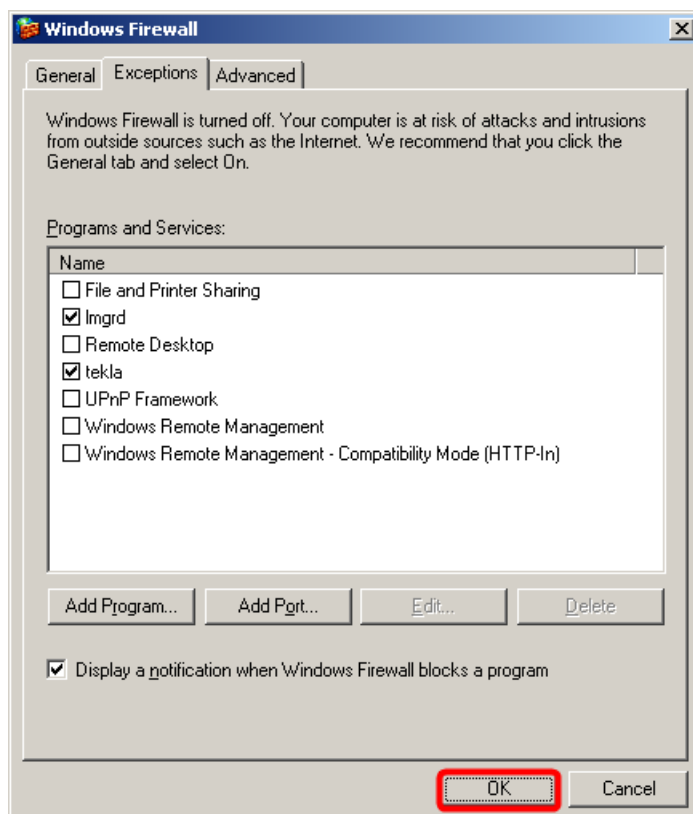 Windows Firewall
General Exceptions Advanced
Windows Firewall is turned off. Your computer is at risk of attacks and intrusions
from outside sources such as the Internet. We recommend that you click the
General tab and select On.
Programs and Services:
Name
File and Printer Sharing
lmgrd
Remote Desktop
tekla
UPnP Framework
Windows Remote Management
Windows Remote Management - Compatibility Mode (HTTP-In)
Add Program... Add Port... Edit... Delete
Display a notification when Windows Firewall blocks a program
OK Cancel